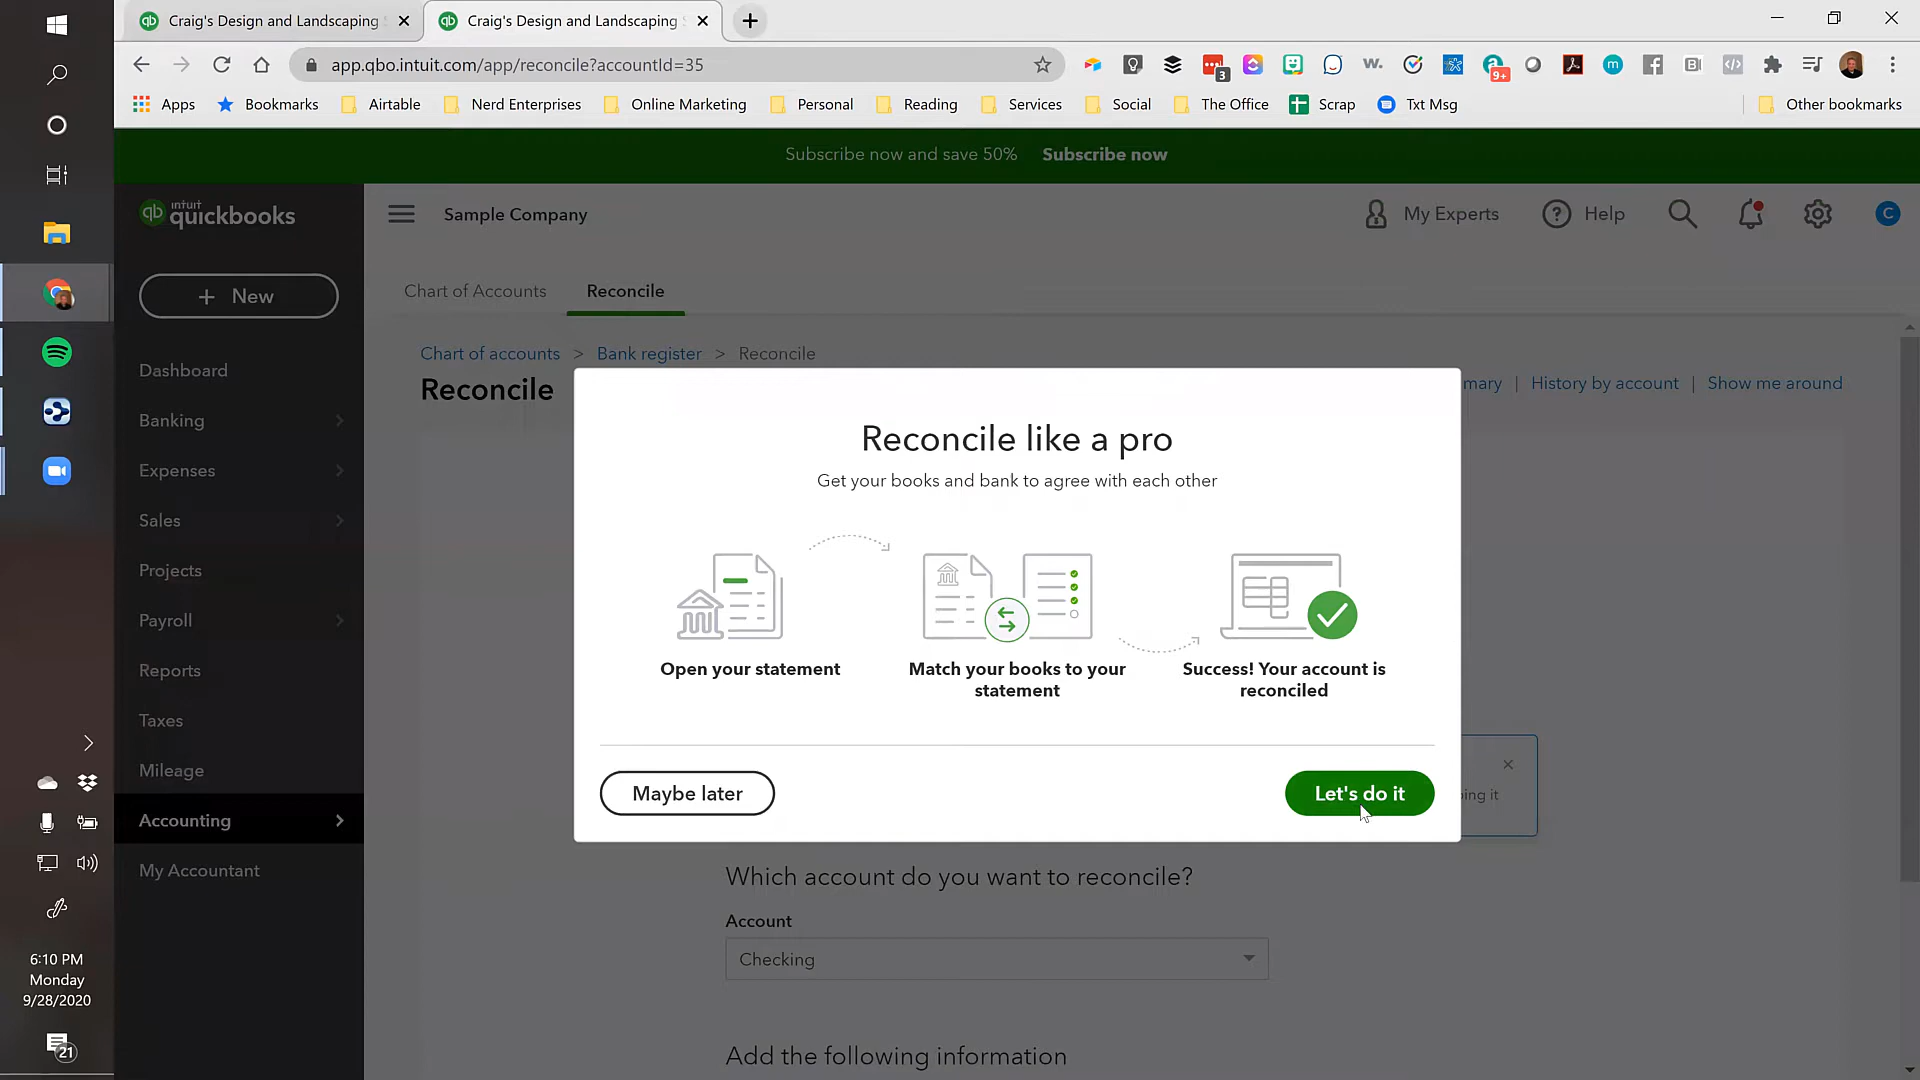 Craig's Design and Landscaping
Craig's Design and Landscaping S
app.qbo.intuit.com/app/reconcile?accountId=35
3
w.
9+
m
Apps
Bookmarks
Airtable
Nerd Enterprises
Online Marketing
Personal
Reading
Services
Social
The Office
Scrap
Txt Msg
Other bookmarks
Subscribe now and save 50% Subscribe now
qb intuit quickbooks
Sample Company
My Experts
Help
C
+ New
Chart of Accounts
Reconcile
Chart of accounts > Bank register > Reconcile
Reconcile
mary | History by account | Show me around
Dashboard
Banking
Expenses
Sales
Projects
Payroll
Reports
Taxes
Mileage
Accounting
My Accountant
Reconcile like a pro
Get your books and bank to agree with each other
Open your statement
Match your books to your
statement
Success! Your account is
reconciled
Maybe later
Let's do it
ing it
Which account do you want to reconcile?
Account
Checking
Add the following information
6:10 PM
Monday
9/28/2020
21